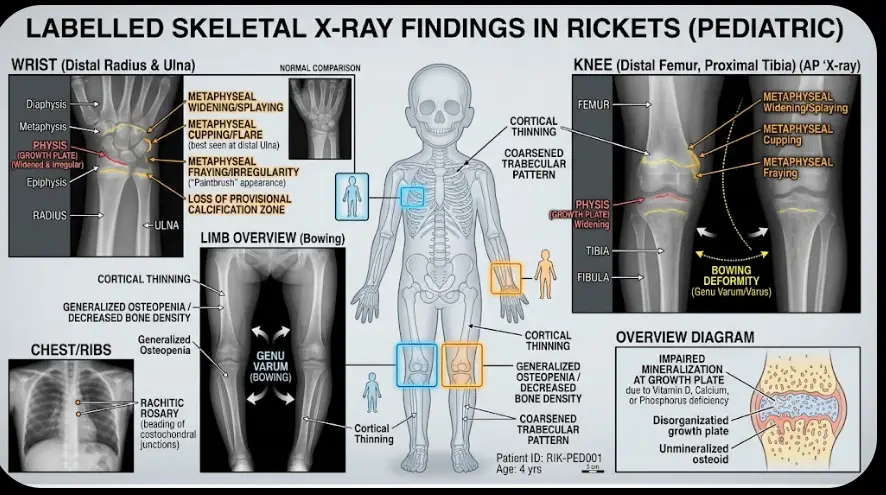 LABELLED SKELETAL X-RAY FINDINGS IN RICKETS (PEDIATRIC)
WRIST (Distal Radius & Ulna)
NORMAL COMPARISON
Diaphysis
Metaphysis
PHYSIS
(GROWTH PLATE)
(Widened & Irregular)
Epiphysis
RADIUS
ULNA
METAPHYSEAL
WIDENING/SPLAYING
METAPHYSEAL
CUPPING/FLARE
(best seen at distal Ulna)
METAPHYSEAL
FRAYING/IRREGULARITY
("Paintbrush" appearance)
LOSS OF PROVISIONAL
CALCIFICATION ZONE
CORTICAL
THINNING
COARSENED
TRABECULAR
PATTERN
KNEE (Distal Femur, Proximal Tibia) (AP 'X-ray)
FEMUR
METAPHYSEAL
Widening/Splaying
METAPHYSEAL
Cupping
METAPHYSEAL
Fraying
PHYSIS
(GROWTH PLATE)
Widening
TIBIA
FIBULA
BOWING
DEFORMITY
(Genu Varum/Varus)
LIMB OVERVIEW (Bowing)
CORTICAL THINNING
GENERALIZED OSTEOPENIA /
DECREASED BONE DENSITY
Generalized
Osteopenia
GENU
VARUM
(BOWING)
Cortical
Thinning
CHEST/RIBS
RACHITIC
ROSARY
(beading of
costochondral
junctions)
CORTICAL
THINNING
GENERALIZED
OSTEOPENIA /
DECREASED
BONE DENSITY
COARSENED
TRABECULAR
PATTERN
Patient ID: RIK-PED001
Age: 4 yrs
5 cm
OVERVIEW DIAGRAM
IMPAIRED
MINERALIZATION
AT GROWTH PLATE
due to Vitamin D, Calcium,
or Phosphorus deficiency
Disorganizatied
growth plate
Unmineralized
osteoid